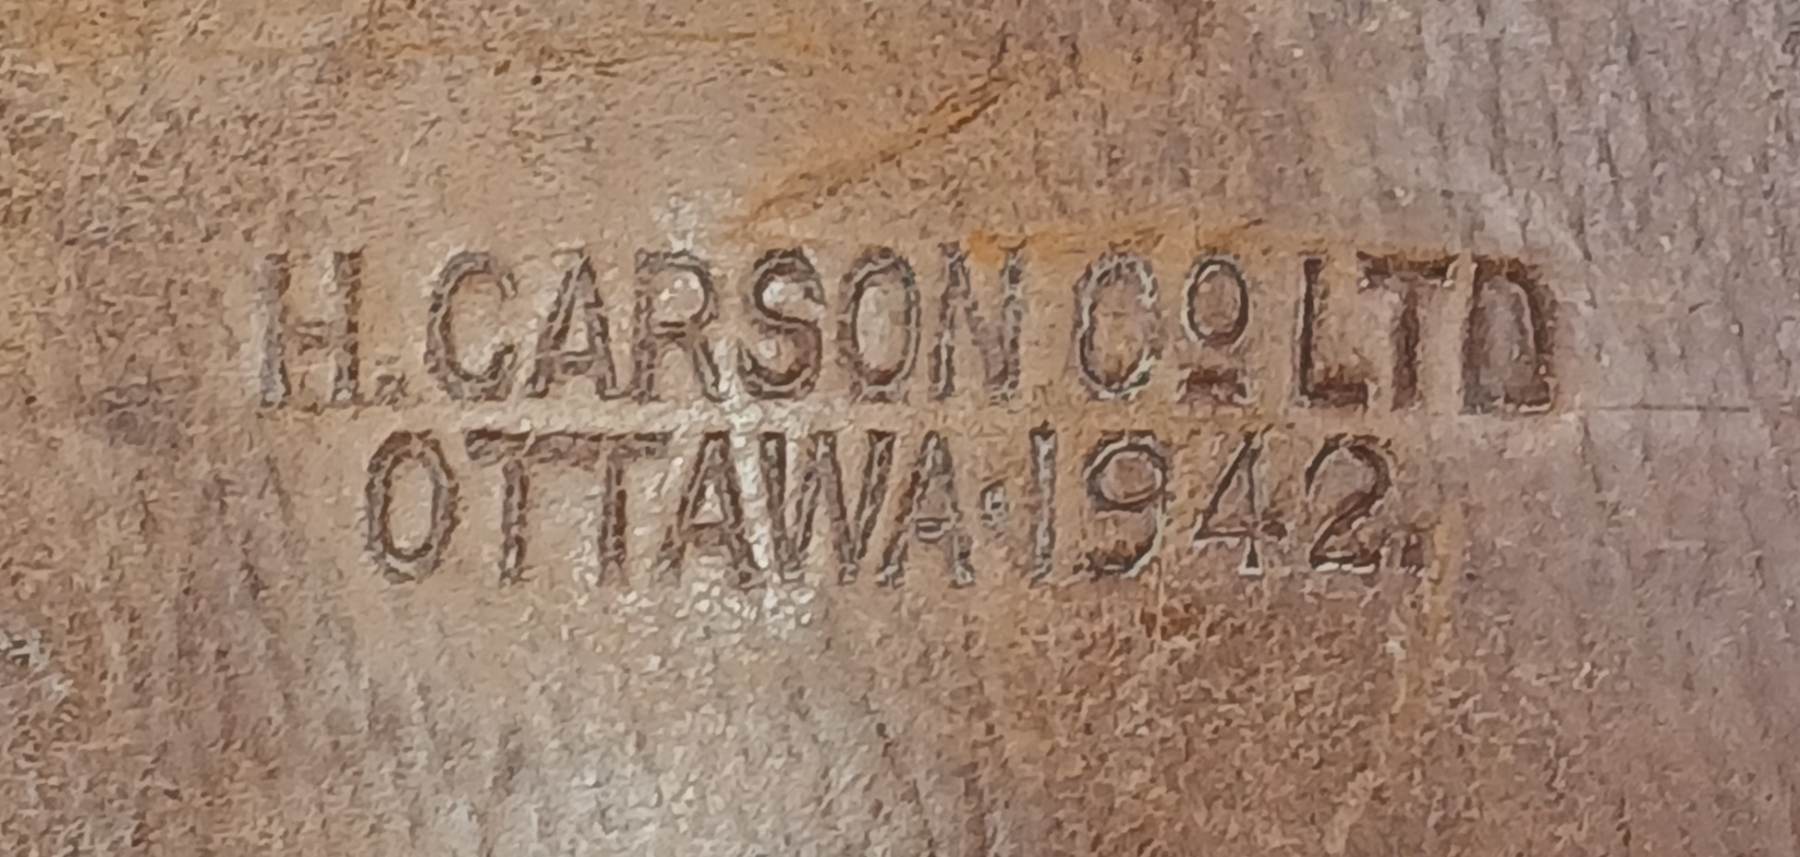 H. CARSON Cº LTD
OTTAWA·1942.